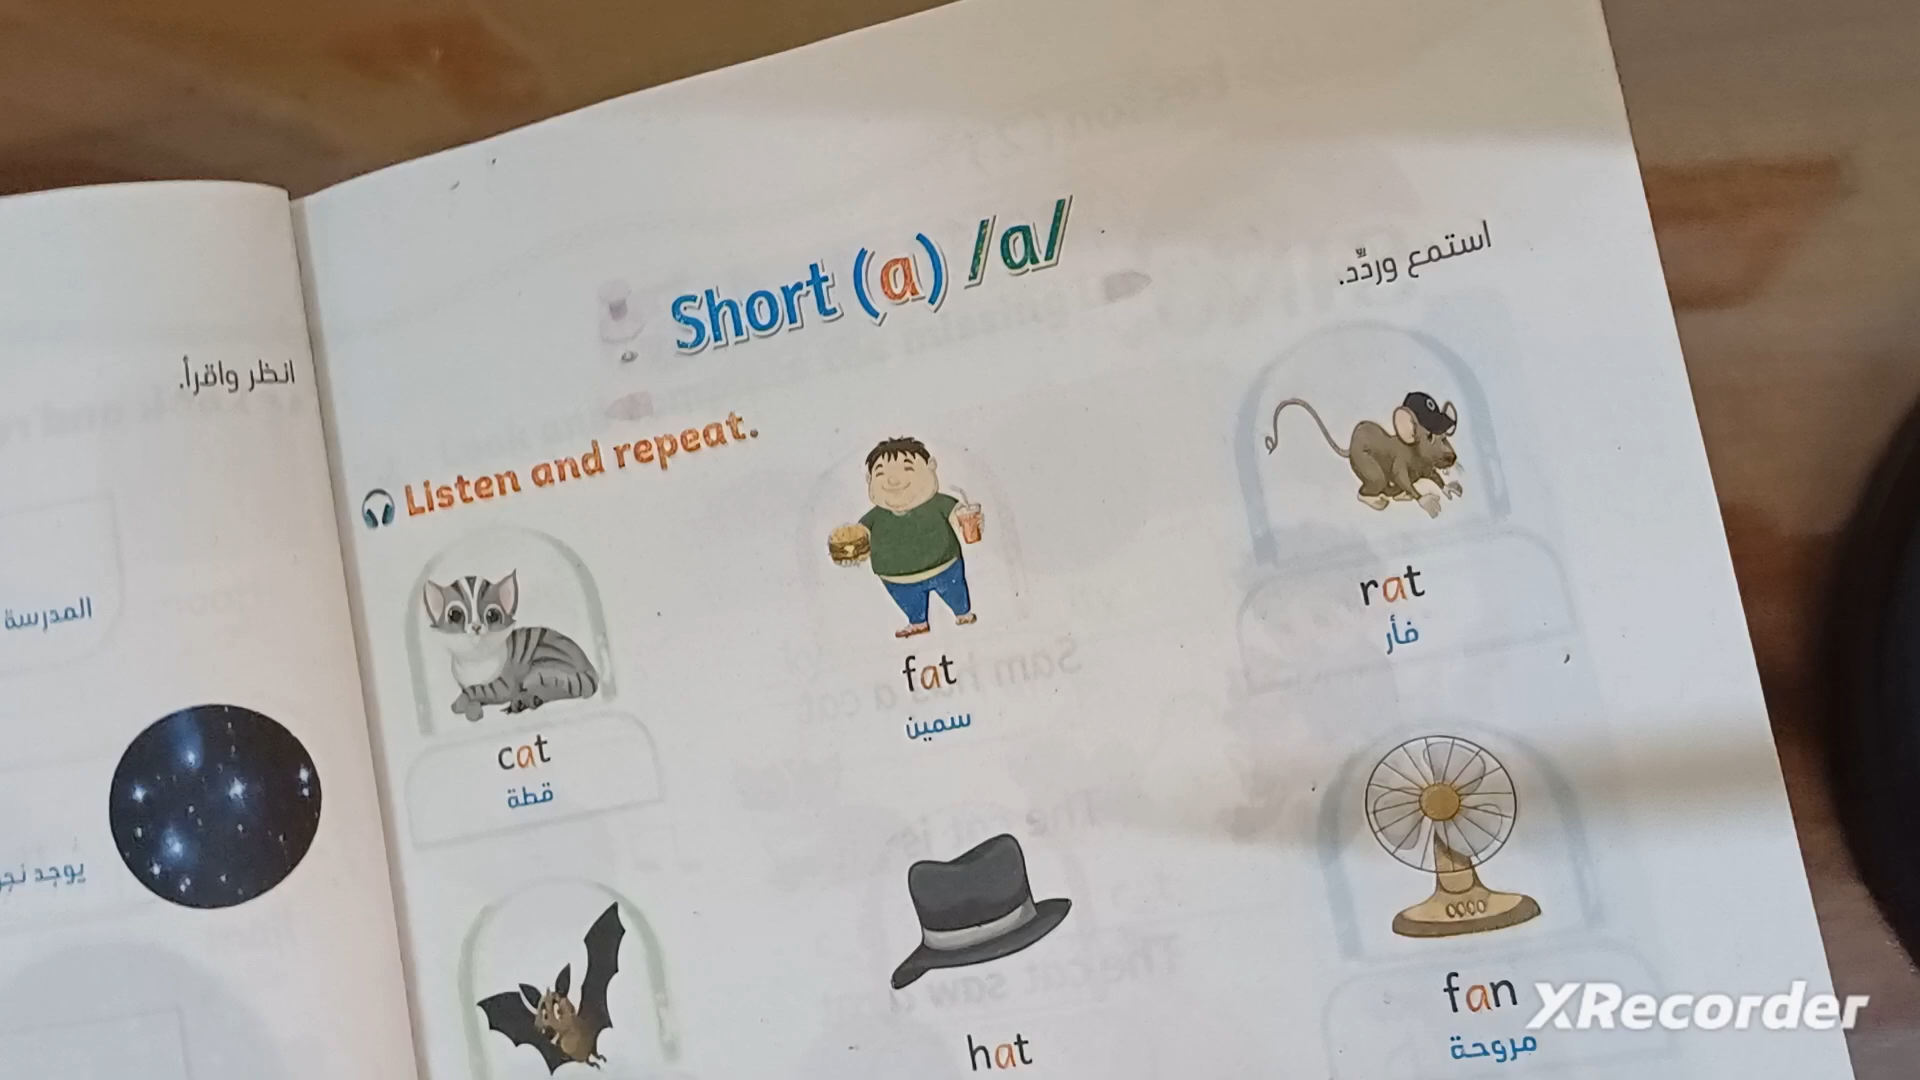 انظر واقرأ.
المدرسة
يوجد
Short (a) /a/
استمع وردّد.
Listen and repeat.
cat
قطة
fat
سمين
rat
فأر
hat
fan
مروحة
XRecorder